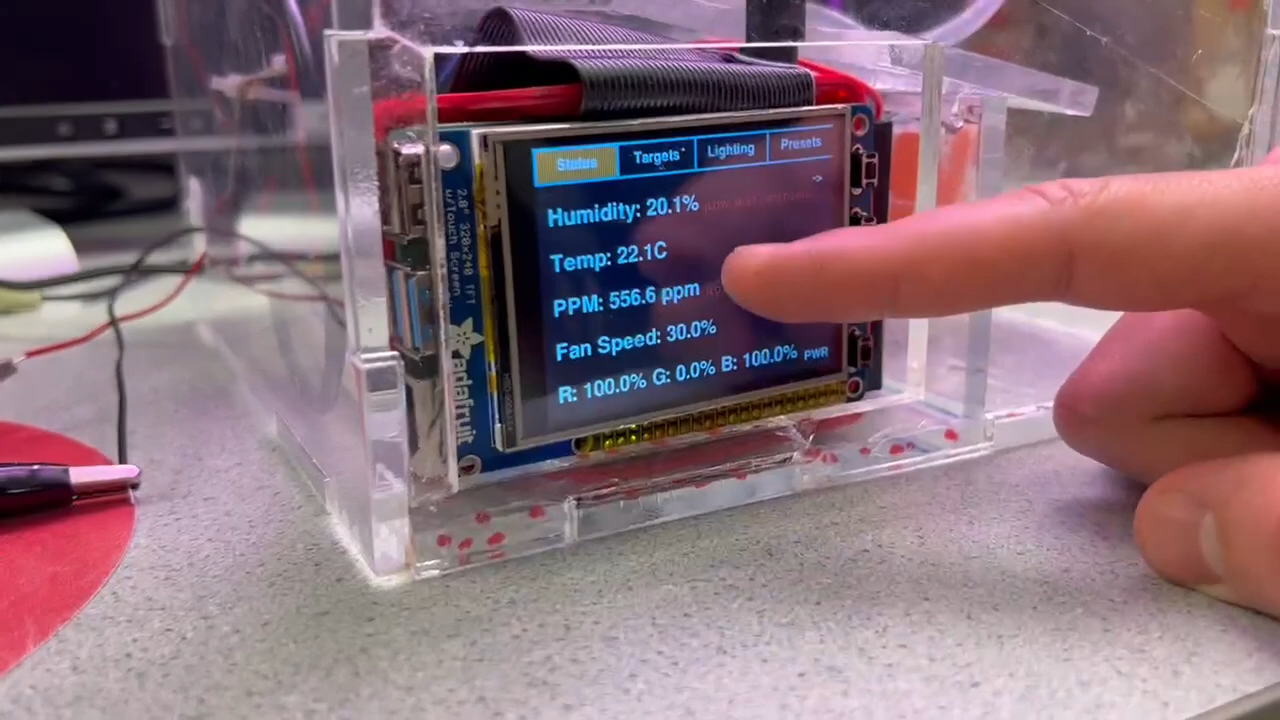 Status Targets Lighting Presets
->
Humidity: 20.1%
Temp: 22.1C
PPM: 556.6 ppm
Fan Speed: 30.0%
R: 100.0% G: 0.0% B: 100.0% PWR
2.8" 320x240 TFT
Touch Screen
adafruit